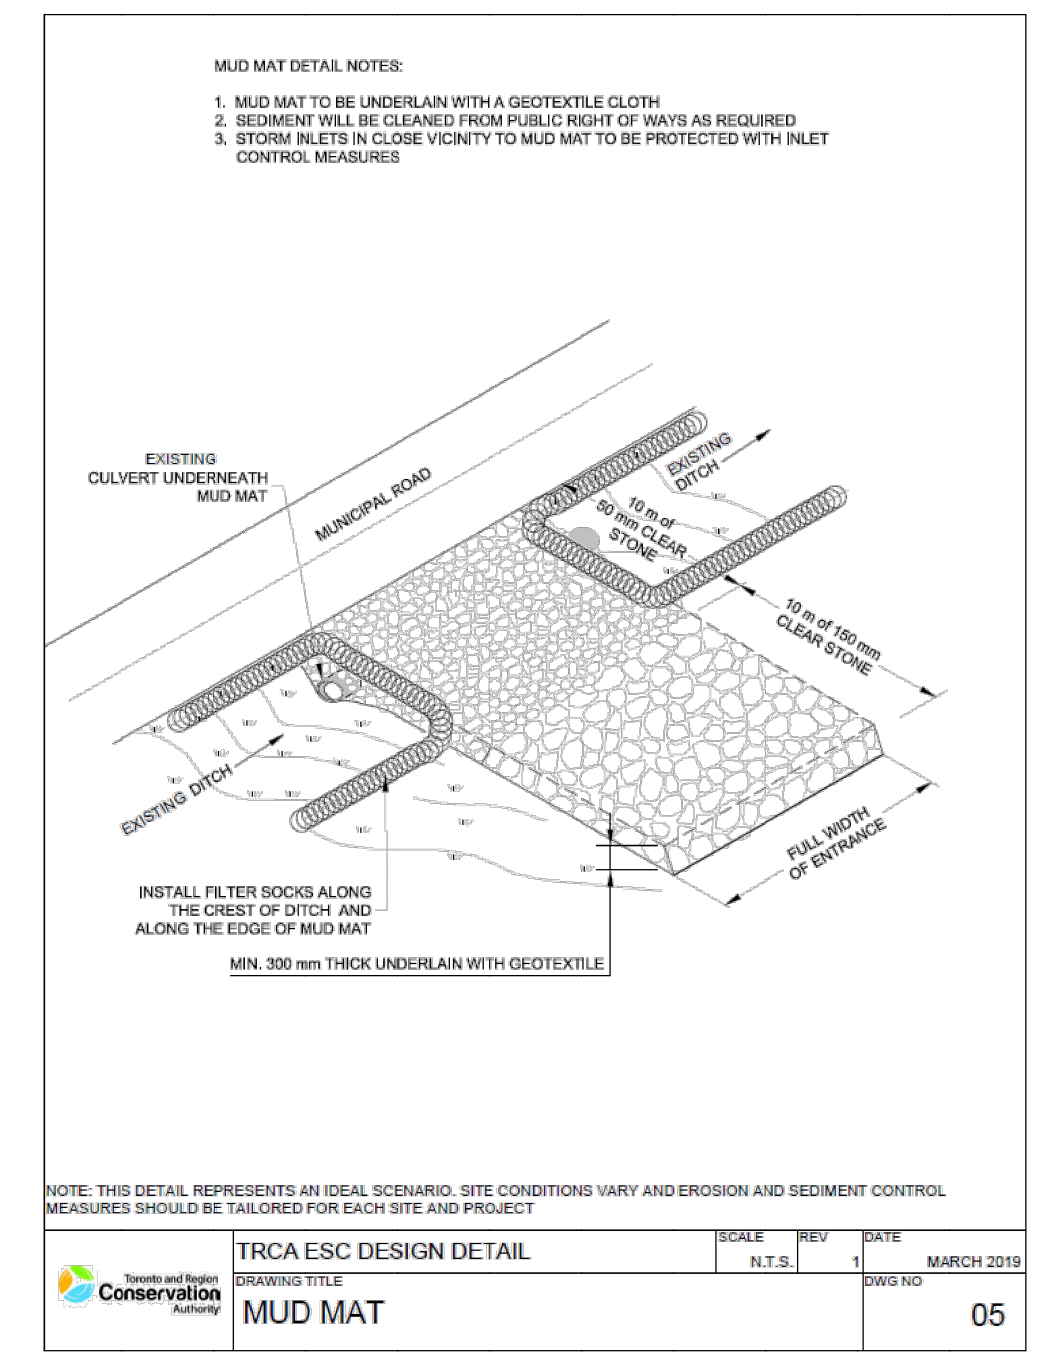 MUD MAT DETAIL NOTES:
1. MUD MAT TO BE UNDERLAIN WITH A GEOTEXTILE CLOTH
2. SEDIMENT WILL BE CLEANED FROM PUBLIC RIGHT OF WAYS AS REQUIRED
3. STORM INLETS IN CLOSE VICINITY TO MUD MAT TO BE PROTECTED WITH INLET
CONTROL MEASURES
EXISTING
CULVERT UNDERNEATH
MUD MAT
MUNICIPAL ROAD
EXISTING
DITCH
10 m of
50 mm CLEAR
STONE
10 m of 150 mm
CLEAR STONE
EXISTING DITCH
FULL WIDTH
OF ENTRANCE
INSTALL FILTER SOCKS ALONG
THE CREST OF DITCH AND
ALONG THE EDGE OF MUD MAT
MIN. 300 mm THICK UNDERLAIN WITH GEOTEXTILE
NOTE: THIS DETAIL REPRESENTS AN IDEAL SCENARIO. SITE CONDITIONS VARY AND EROSION AND SEDIMENT CONTROL
MEASURES SHOULD BE TAILORED FOR EACH SITE AND PROJECT
Toronto and Region
Conservation
Authority
TRCA ESC DESIGN DETAIL
SCALE
N.T.S.
REV
1
DATE
MARCH 2019
DRAWING TITLE
MUD MAT
DWG NO
05